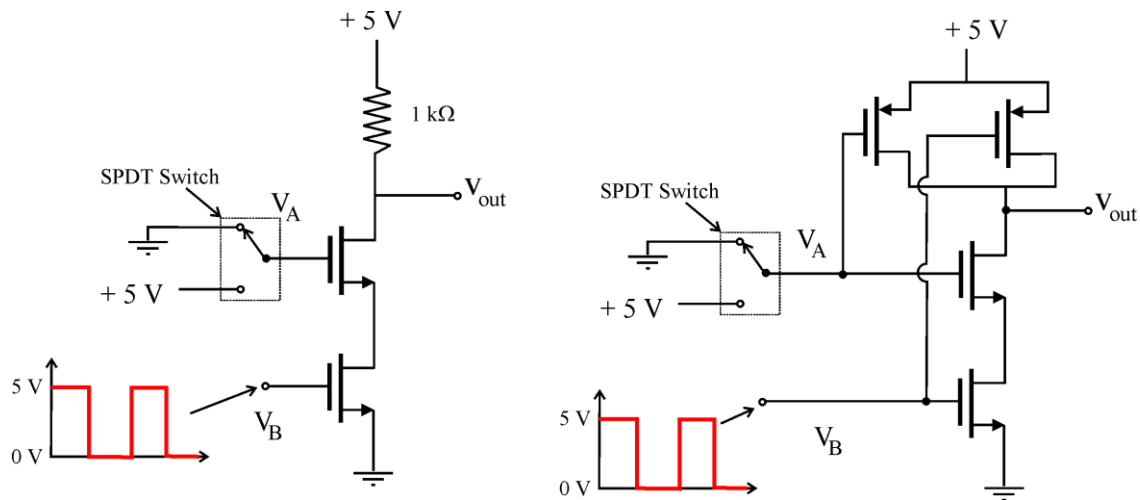 + 5 V
1 kΩ
SPDT Switch
V_A
V_out
+ 5 V
5 V
0 V
V_B
+ 5 V
SPDT Switch
V_A
V_out
+ 5 V
5 V
0 V
V_B